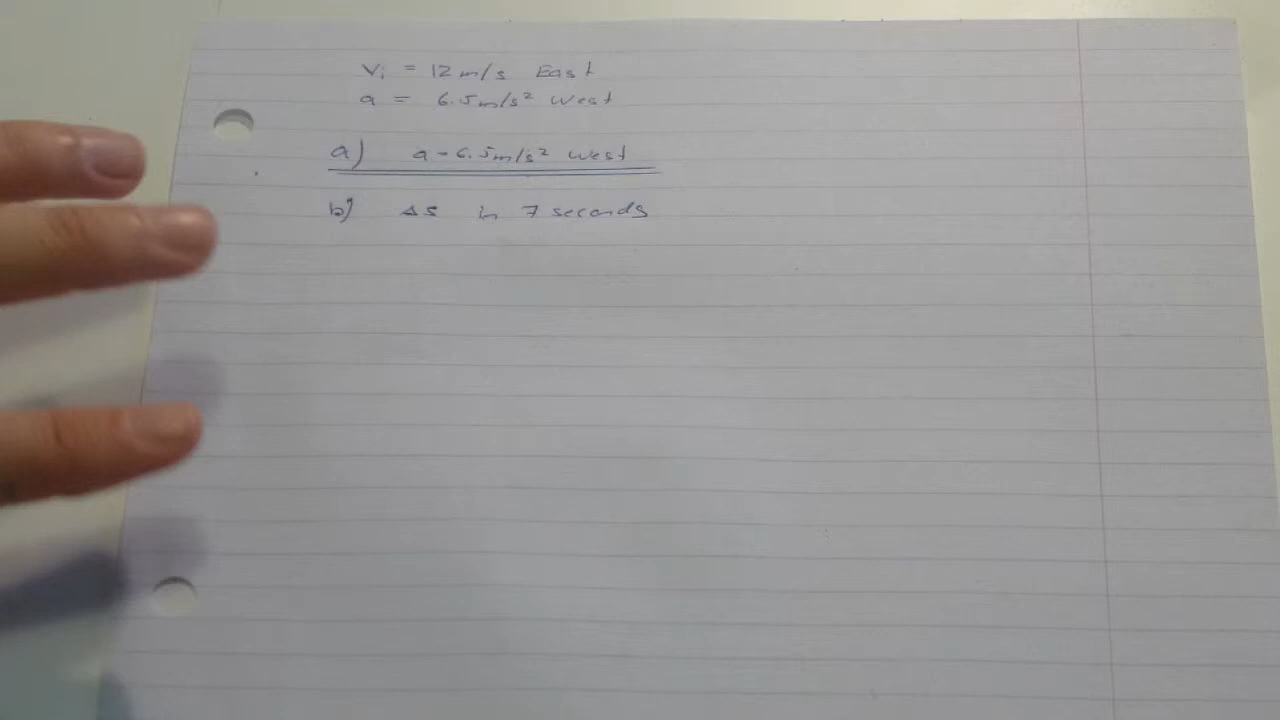 Vi = 12 m/s East
a = 6.5 m/s² West
a) a = 6.5 m/s² West
b) Δs in 7 seconds